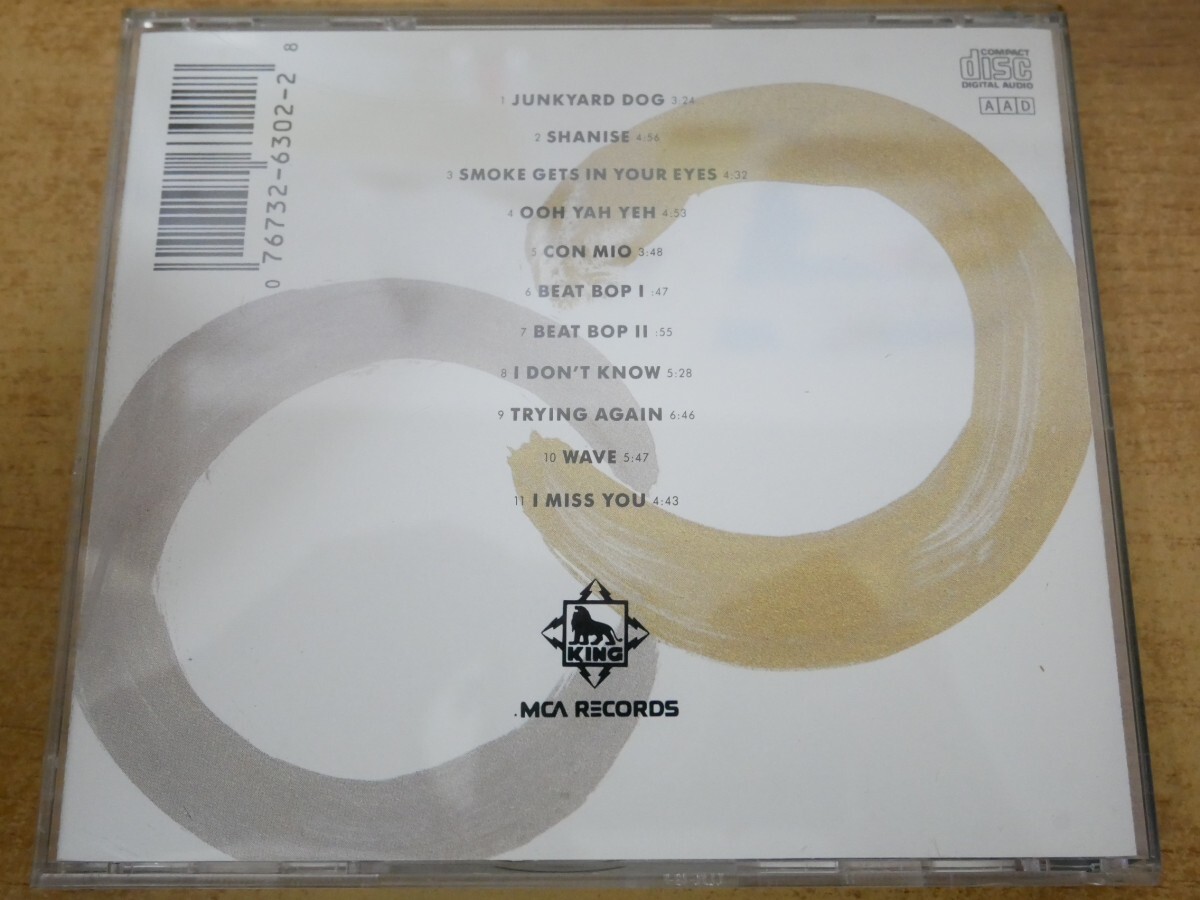 0 76732-6302-2 8
COMPACT
disc
DIGITAL AUDIO
A A D
1 JUNKYARD DOG 3:24
2 SHANISE 4:56
3 SMOKE GETS IN YOUR EYES 4:32
4 OOH YAH YEH 4:53
5 CON MIO 3:48
6 BEAT BOP I :47
7 BEAT BOP II :55
8 I DON'T KNOW 5:28
9 TRYING AGAIN 6:46
10 WAVE 5:47
11 I MISS YOU 4:43
KING
.MCA RECORDS